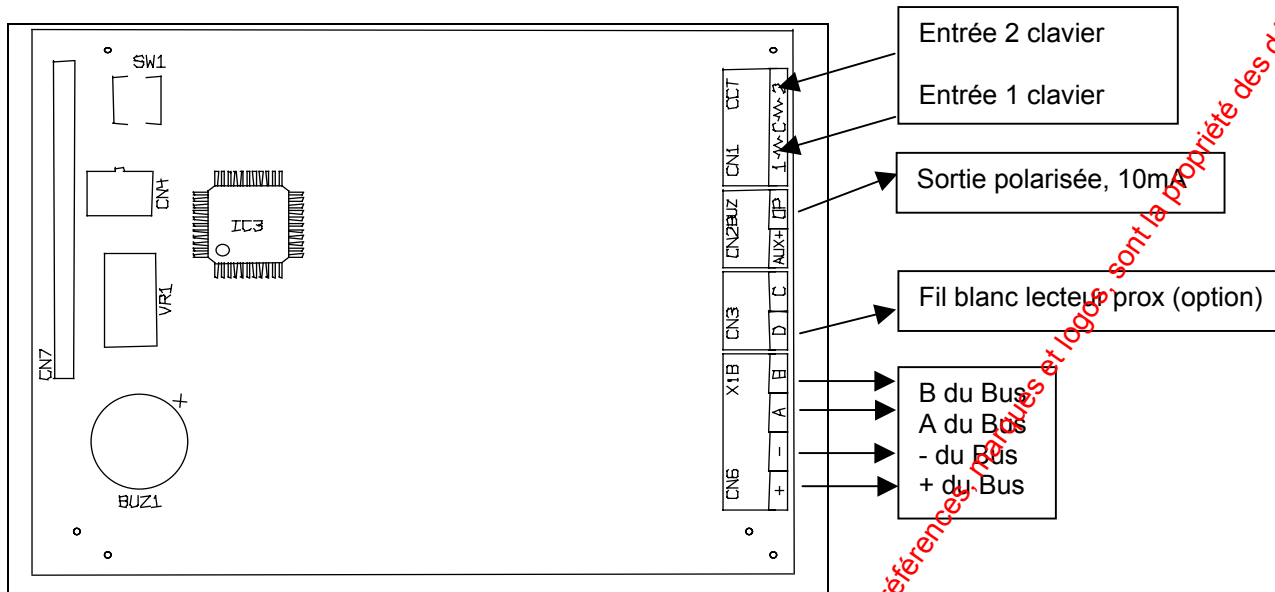 SW1
CN4
IC3
VR1
CN7
+
BUZ1
CCT
CN1
2
C
1
CN2BUZ
OP
AUX+
CN3
C
D
X1B
CN6
B
A
-
+
Entrée 2 clavier
Entrée 1 clavier
Sortie polarisée, 10mA
Fil blanc lecteur prox (option)
B du Bus
A du Bus
- du Bus
+ du Bus
références, marques et logos, sont la propriété des d